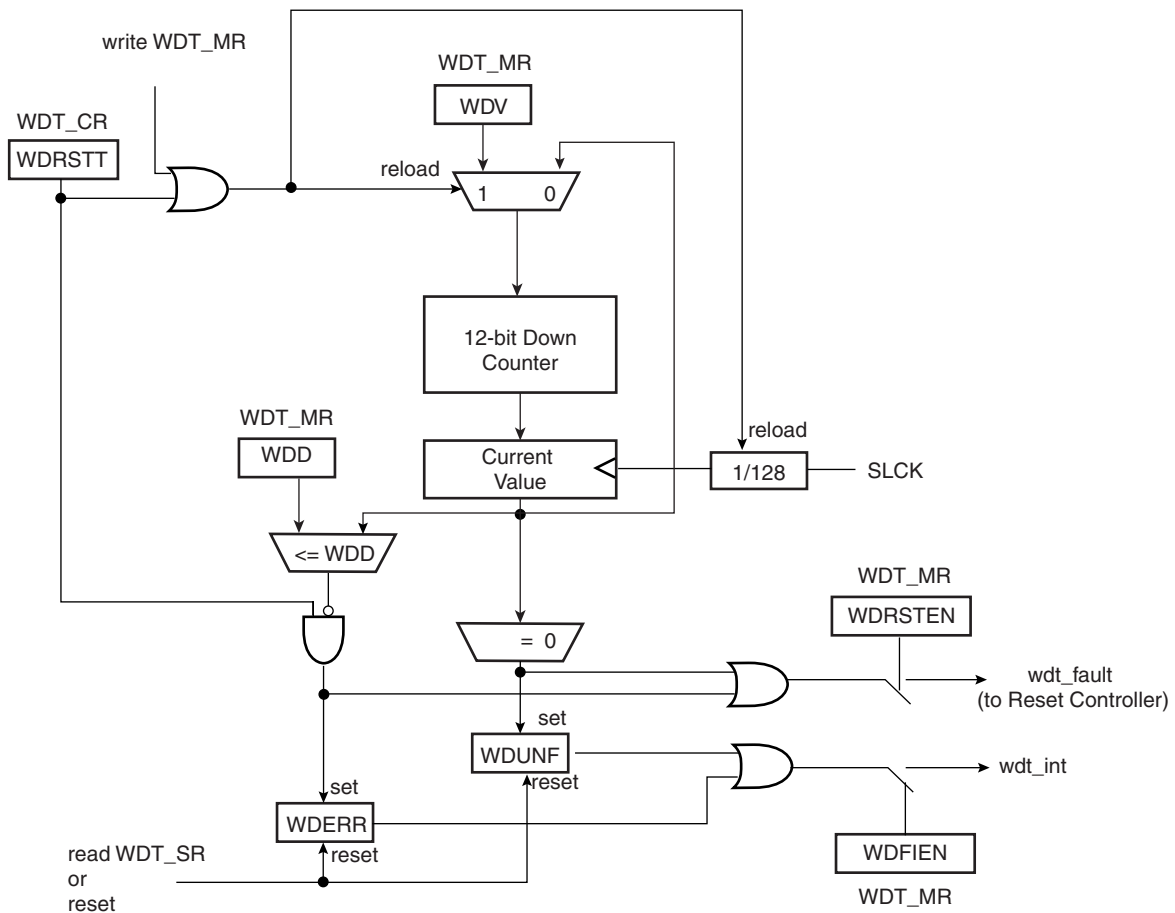 write WDT_MR
WDT_MR
WDV
WDT_CR
WDRSTT
reload
1 0
12-bit Down
Counter
WDT_MR
WDD
reload
Current
Value
1/128
SLCK
<= WDD
WDT_MR
WDRSTEN
= 0
wdt_fault
(to Reset Controller)
set
WDUNF
reset
wdt_int
set
WDERR
reset
WDFIEN
WDT_MR
read WDT_SR
or
reset